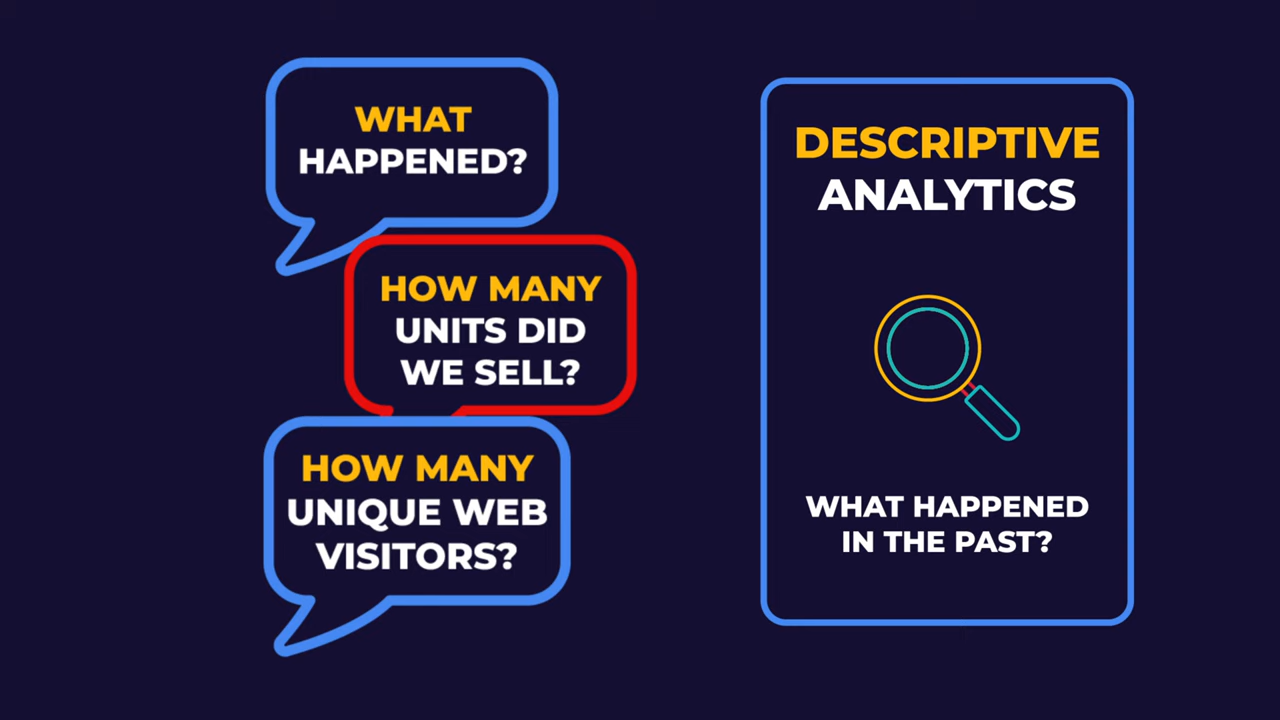 WHAT
HAPPENED?
HOW MANY
UNITS DID
WE SELL?
HOW MANY
UNIQUE WEB
VISITORS?
DESCRIPTIVE
ANALYTICS
WHAT HAPPENED
IN THE PAST?